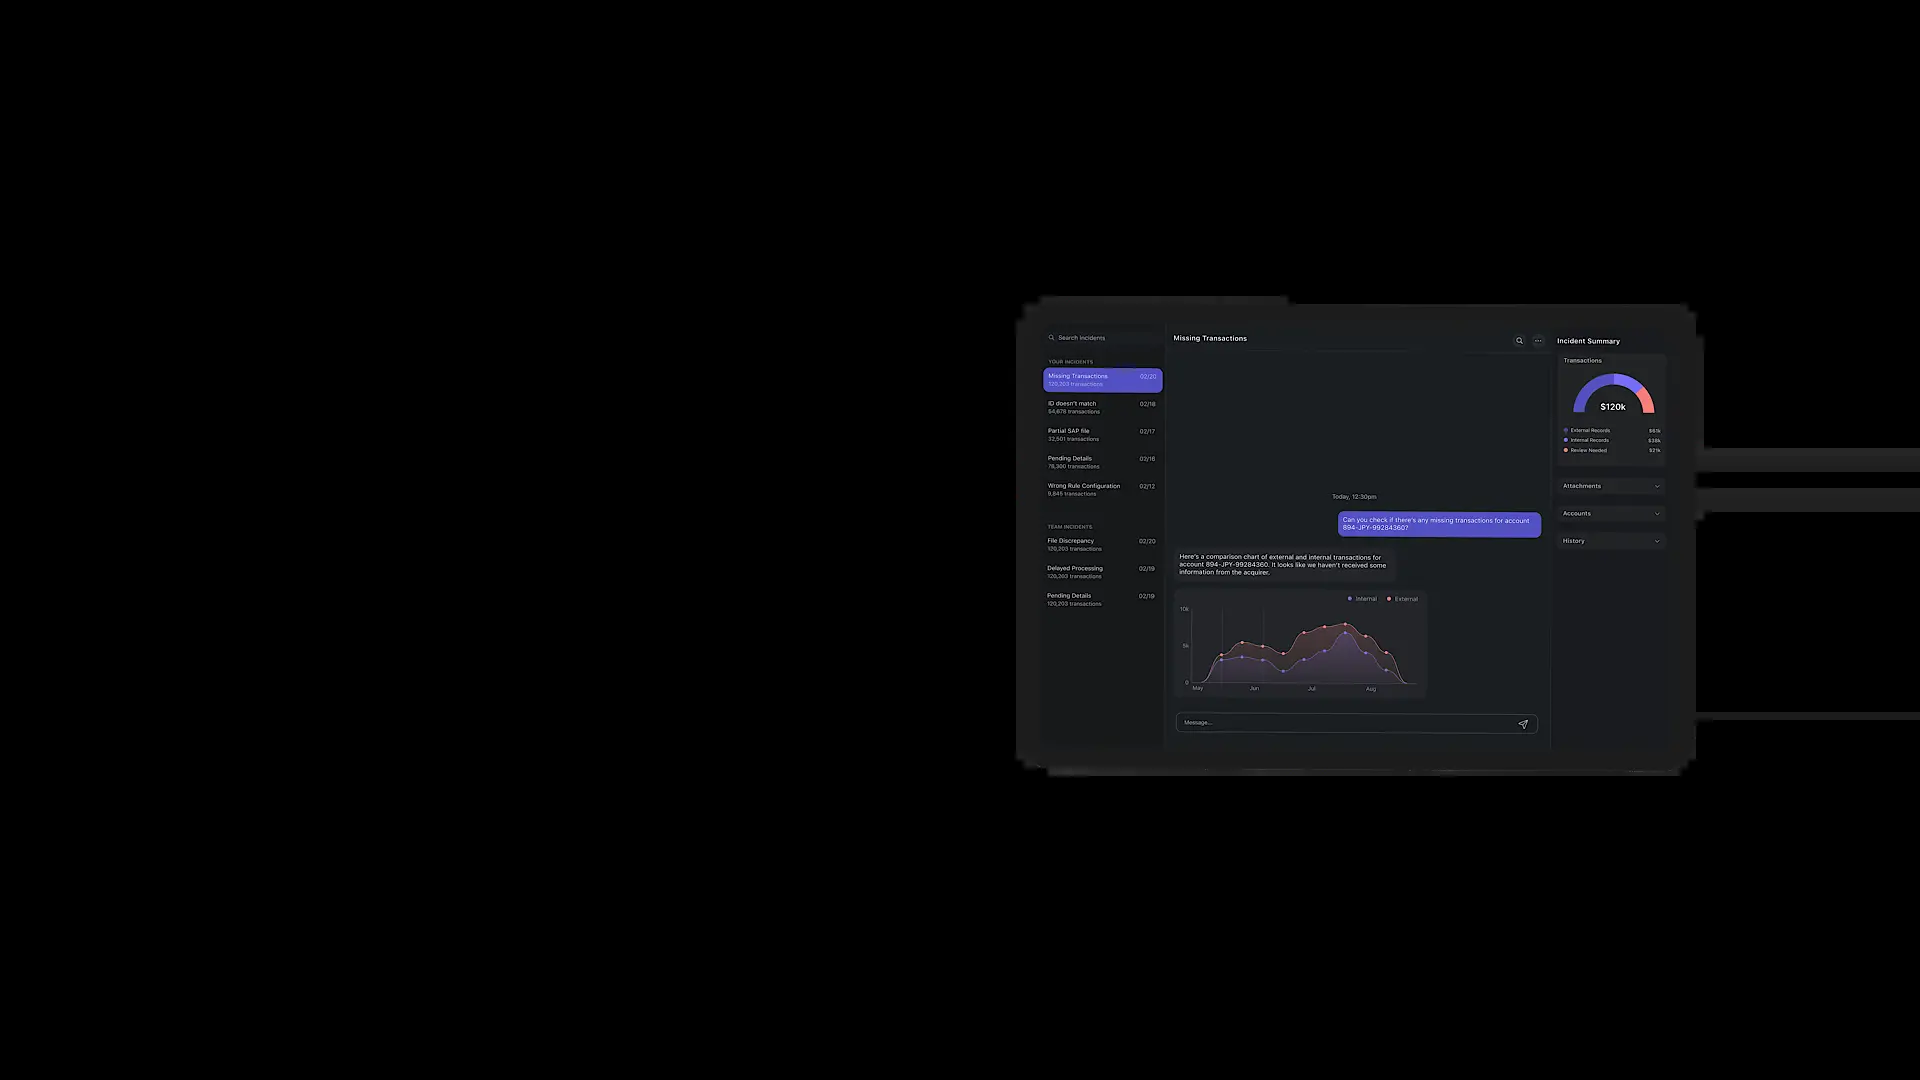 Search incidents
YOUR INCIDENTS
Missing Transactions 02/20
120,203 transactions
ID doesn't match 02/18
54,678 transactions
Partial SAP file 02/17
32,501 transactions
Pending Details 02/16
78,300 transactions
Wrong Rule Configuration 02/12
9,845 transactions
TEAM INCIDENTS
File Discrepancy 02/20
120,203 transactions
Delayed Processing 02/19
120,203 transactions
Pending Details 02/19
120,203 transactions
Missing Transactions
Today, 12:30pm
Can you check if there's any missing transactions for account
894-JPY-99284360?
Here's a comparison chart of external and internal transactions for
account 894-JPY-99284360. It looks like we haven't received some
information from the acquirer.
Internal External
10k
5k
0
May Jun Jul Aug
Message...
Incident Summary
Transactions
$120k
External Records $61k
Internal Records $38k
Review Needed $21k
Attachments
Accounts
History